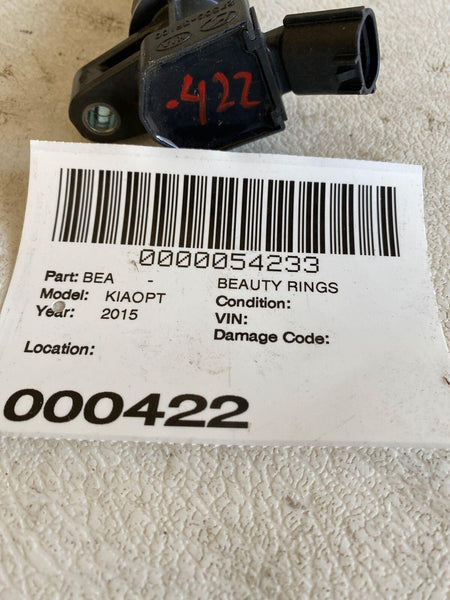 .422
0000054233
Part: BEA - BEAUTY RINGS
Model: KIAOPT Condition:
Year: 2015 VIN:
Damage Code:
Location:
000422